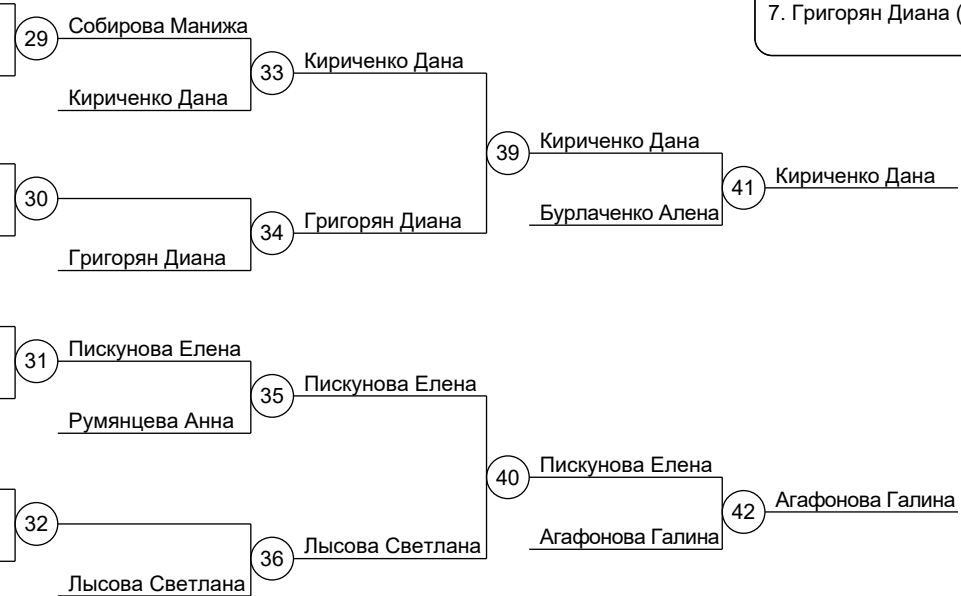 7. Григорян Диана (
29
Собирова Манижа
33
Кириченко Дана
Кириченко Дана
39
Кириченко Дана
41
Кириченко Дана
30
34
Григорян Диана
Бурлаченко Алена
Григорян Диана
31
Пискунова Елена
35
Пискунова Елена
Румянцева Анна
40
Пискунова Елена
42
Агафонова Галина
32
36
Лысова Светлана
Агафонова Галина
Лысова Светлана